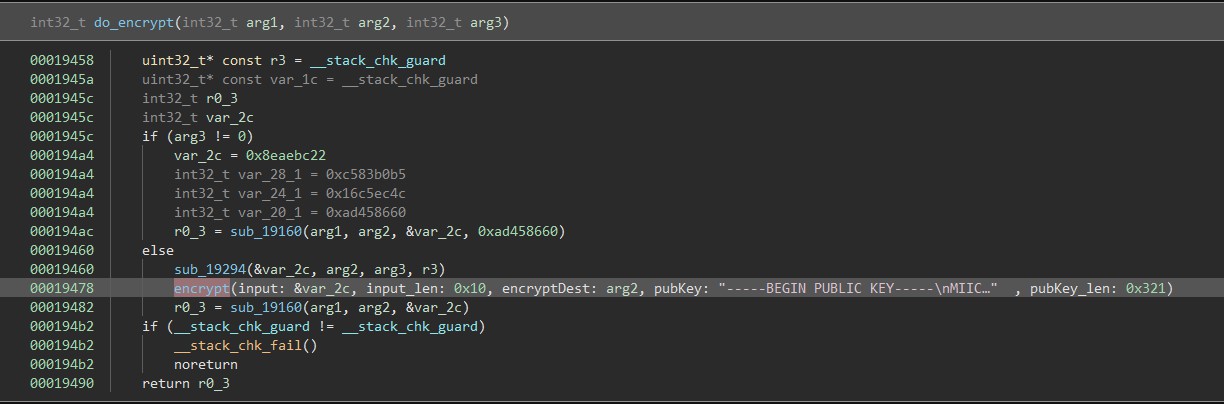 int32_t do_encrypt(int32_t arg1, int32_t arg2, int32_t arg3)
00019458 uint32_t* const r3 = __stack_chk_guard
0001945a uint32_t* const var_1c = __stack_chk_guard
0001945c int32_t r0_3
0001945c int32_t var_2c
0001945c if (arg3 != 0)
000194a4 var_2c = 0x8eaebc22
000194a4 int32_t var_28_1 = 0xc583b0b5
000194a4 int32_t var_24_1 = 0x16c5ec4c
000194a4 int32_t var_20_1 = 0xad458660
000194ac r0_3 = sub_19160(arg1, arg2, &var_2c, 0xad458660)
00019460 else
00019460 sub_19294(&var_2c, arg2, arg3, r3)
00019478 encrypt(input: &var_2c, input_len: 0x10, encryptDest: arg2, pubKey: "-----BEGIN PUBLIC KEY-----\nMIIC…" , pubKey_len: 0x321)
00019482 r0_3 = sub_19160(arg1, arg2, &var_2c)
000194b2 if (__stack_chk_guard != __stack_chk_guard)
000194b2 __stack_chk_fail()
000194b2 noreturn
00019490 return r0_3